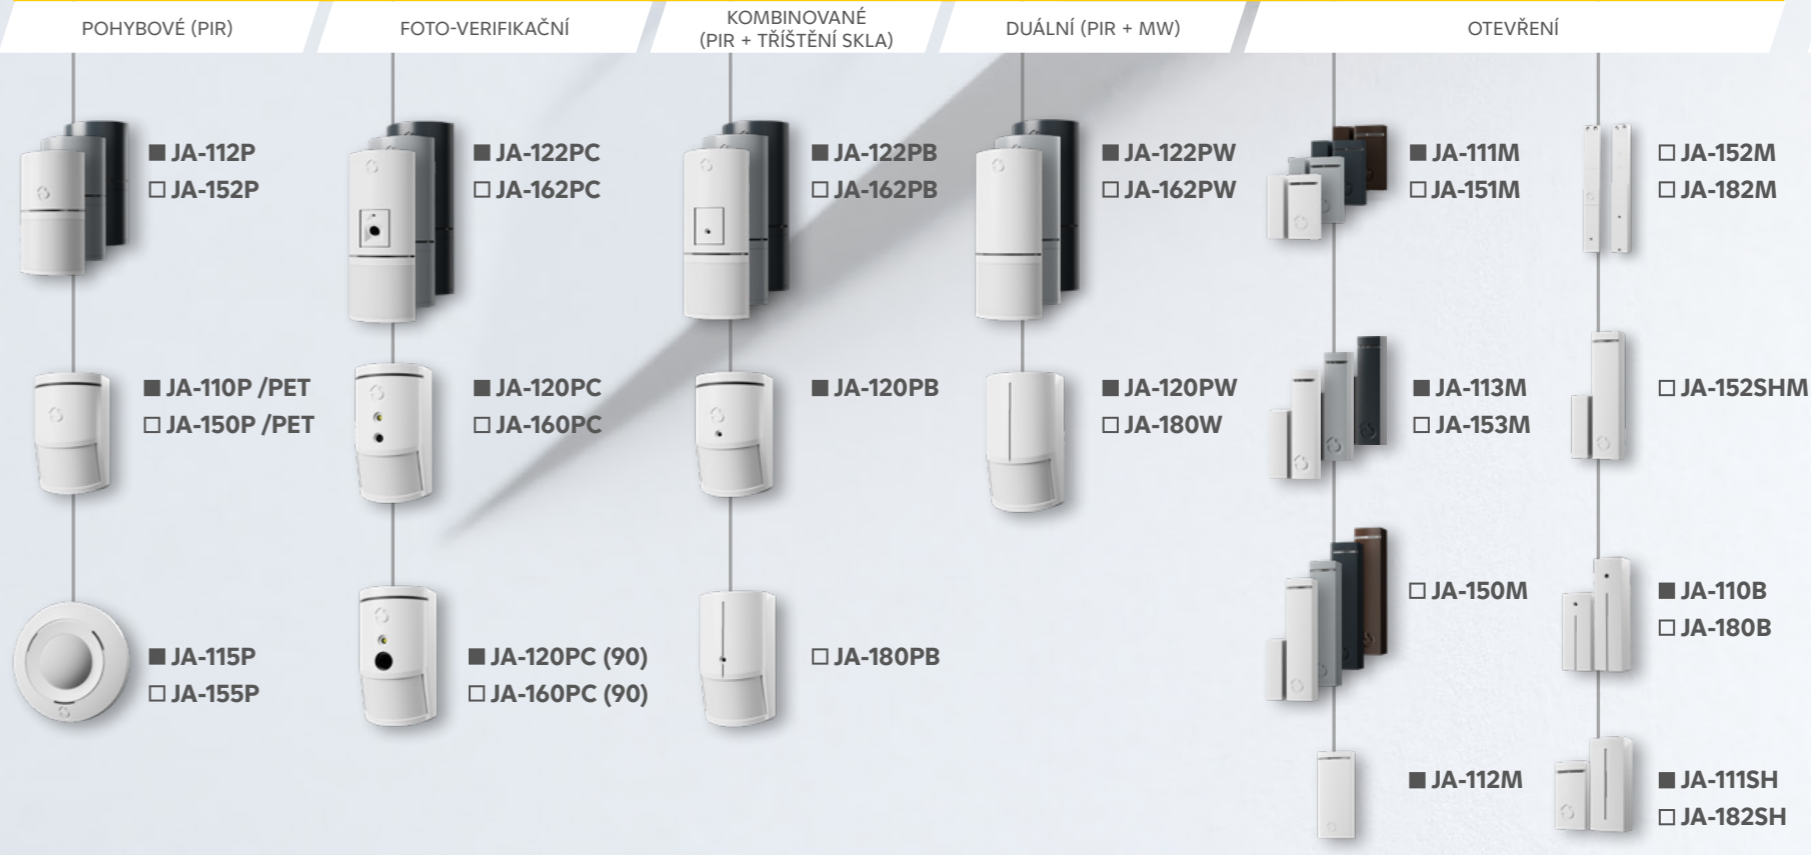 POHYBOVÉ (PIR)
■ JA-112P
□ JA-152P
■ JA-110P /PET
□ JA-150P /PET
■ JA-115P
□ JA-155P
FOTO-VERIFIKAČNÍ
■ JA-122PC
□ JA-162PC
■ JA-120PC
□ JA-160PC
■ JA-120PC (90)
□ JA-160PC (90)
KOMBINOVANÉ
(PIR + TŘÍŠTĚNÍ SKLA)
■ JA-122PB
□ JA-162PB
■ JA-120PB
□ JA-180PB
DUÁLNÍ (PIR + MW)
■ JA-122PW
□ JA-162PW
■ JA-120PW
□ JA-180W
OTEVŘENÍ
■ JA-111M
□ JA-151M
■ JA-113M
□ JA-153M
□ JA-150M
■ JA-112M
□ JA-152M
□ JA-182M
□ JA-152SHM
■ JA-110B
□ JA-180B
■ JA-111SH
□ JA-182SH